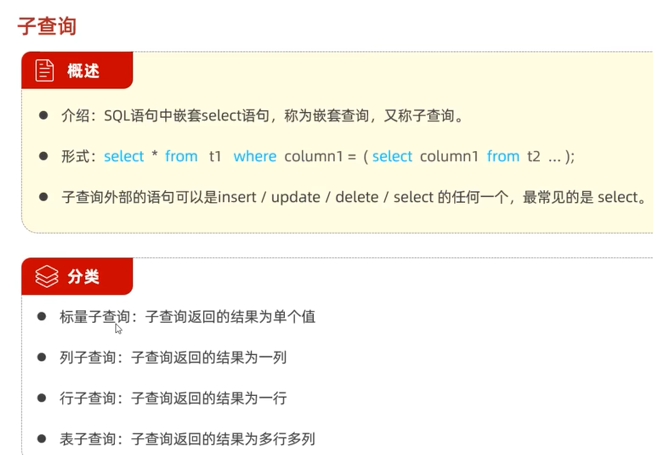 子查询
概述
介绍：SQL语句中嵌套select语句，称为嵌套查询，又称子查询。
形式：select * from t1 where column1 = ( select column1 from t2 ... );
子查询外部的语句可以是insert / update / delete / select 的任何一个，最常见的是 select。
分类
标量子查询：子查询返回的结果为单个值
列子查询：子查询返回的结果为一列
行子查询：子查询返回的结果为一行
表子查询：子查询返回的结果为多行多列